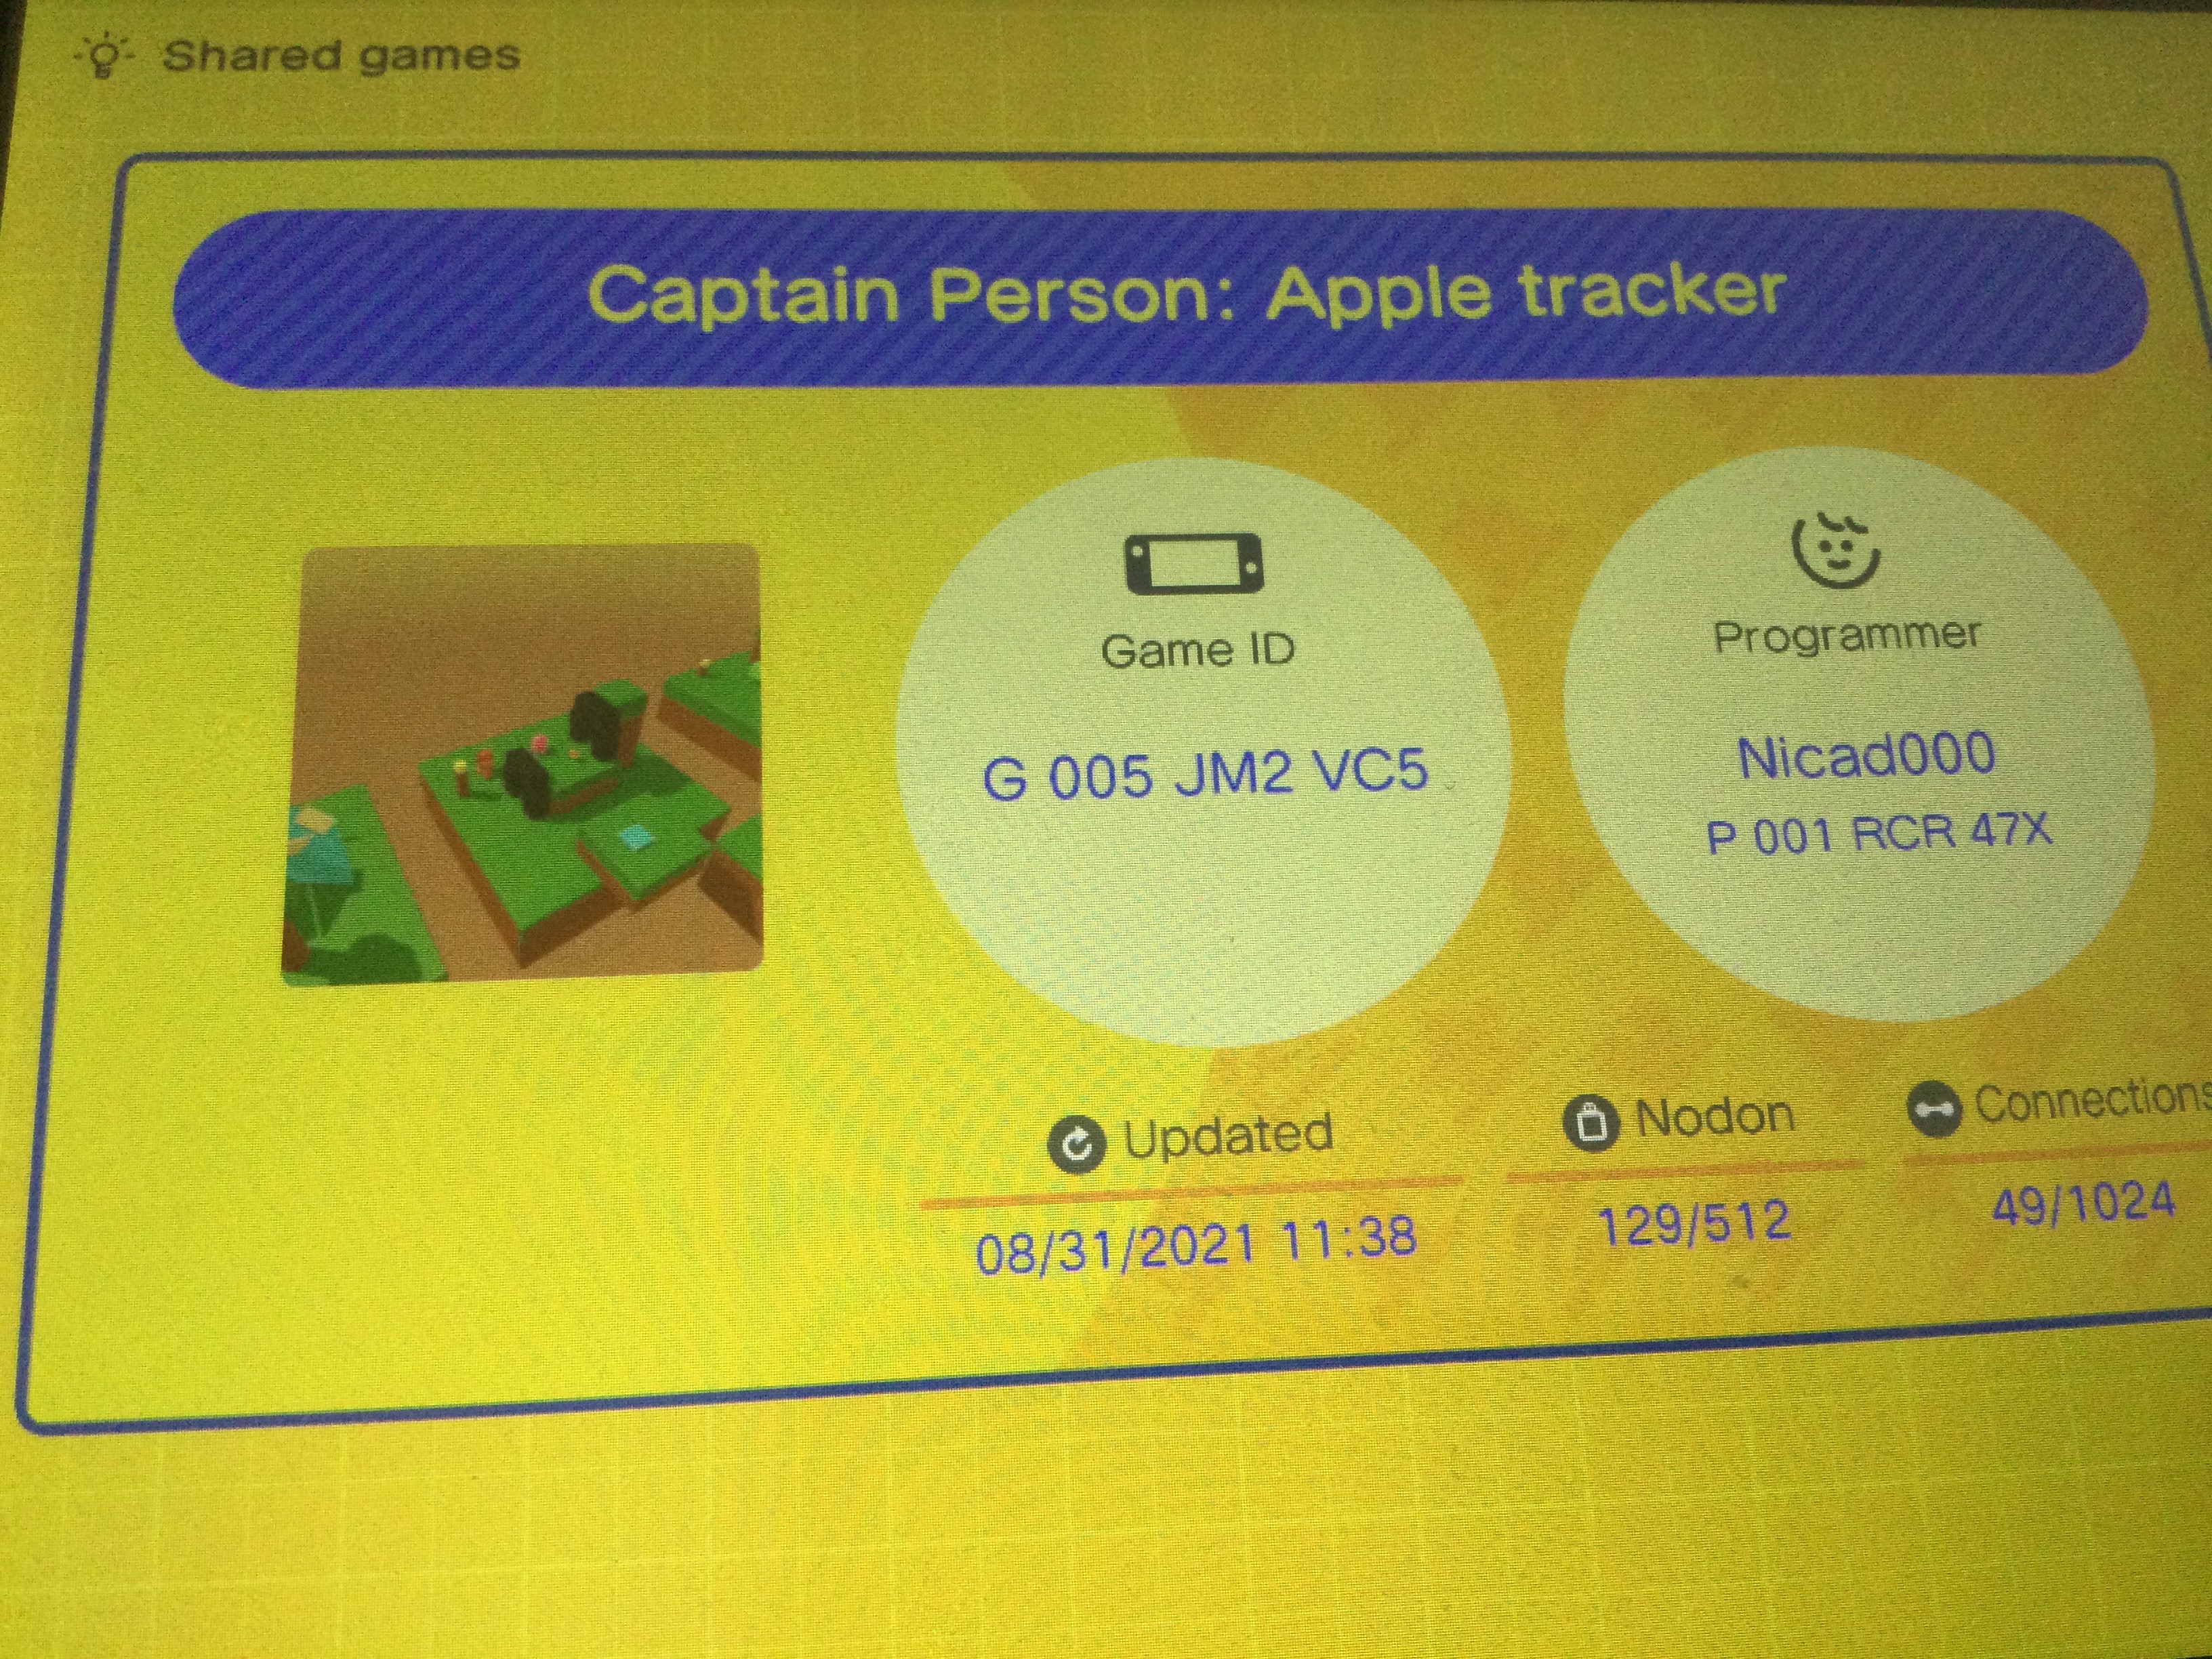 Shared games
Captain Person: Apple tracker
Game ID
G 005 JM2 VC5
Programmer
Nicad000
P 001 RCR 47X
Updated
08/31/2021 11:38
Nodon
129/512
Connections
49/1024